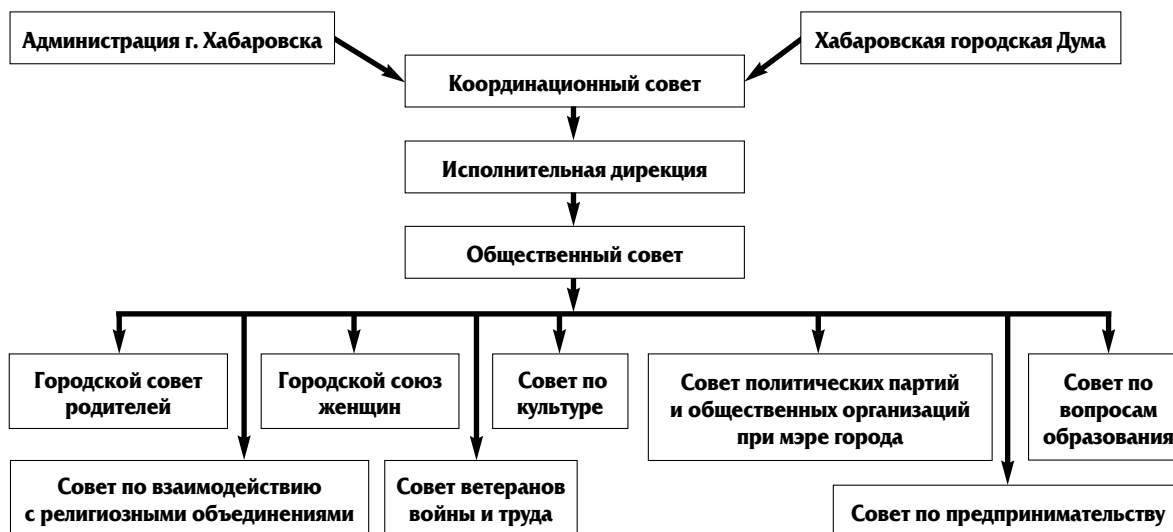 Администрация г. Хабаровска
Хабаровская городская Дума
Координационный совет
Исполнительная дирекция
Общественный совет
Городской совет
родителей
Городской союз
женщин
Совет по
культуре
Совет политических партий
и общественных организаций
при мэре города
Совет по
вопросам
образования
Совет по взаимодействию
с религиозными объединениями
Совет ветеранов
войны и труда
Совет по предпринимательству